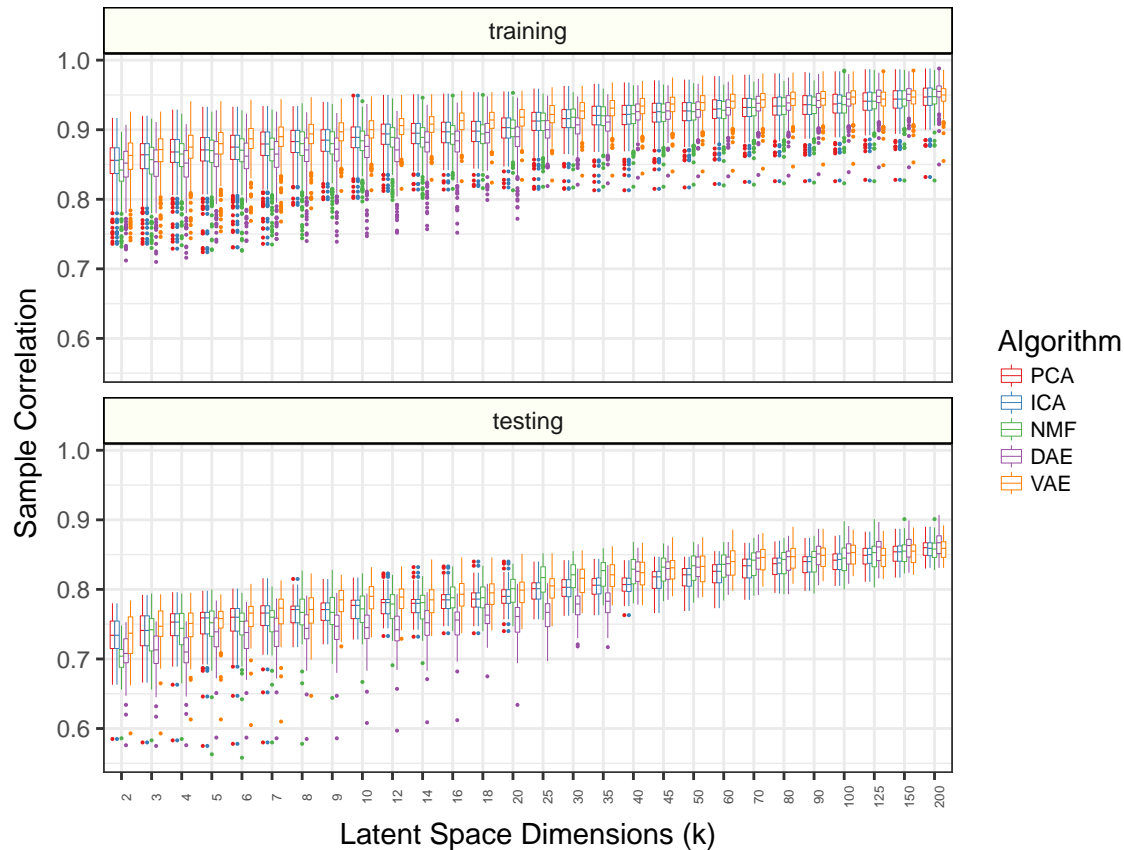 training
1.0
0.9
0.8
0.7
0.6
Sample Correlation
testing
1.0
0.9
0.8
0.7
0.6
2 3 4 5 6 7 8 9 10 12 14 16 18 20 25 30 35 40 45 50 60 70 80 90 100 125 150 200
Latent Space Dimensions (k)
Algorithm
PCA
ICA
NMF
DAE
VAE